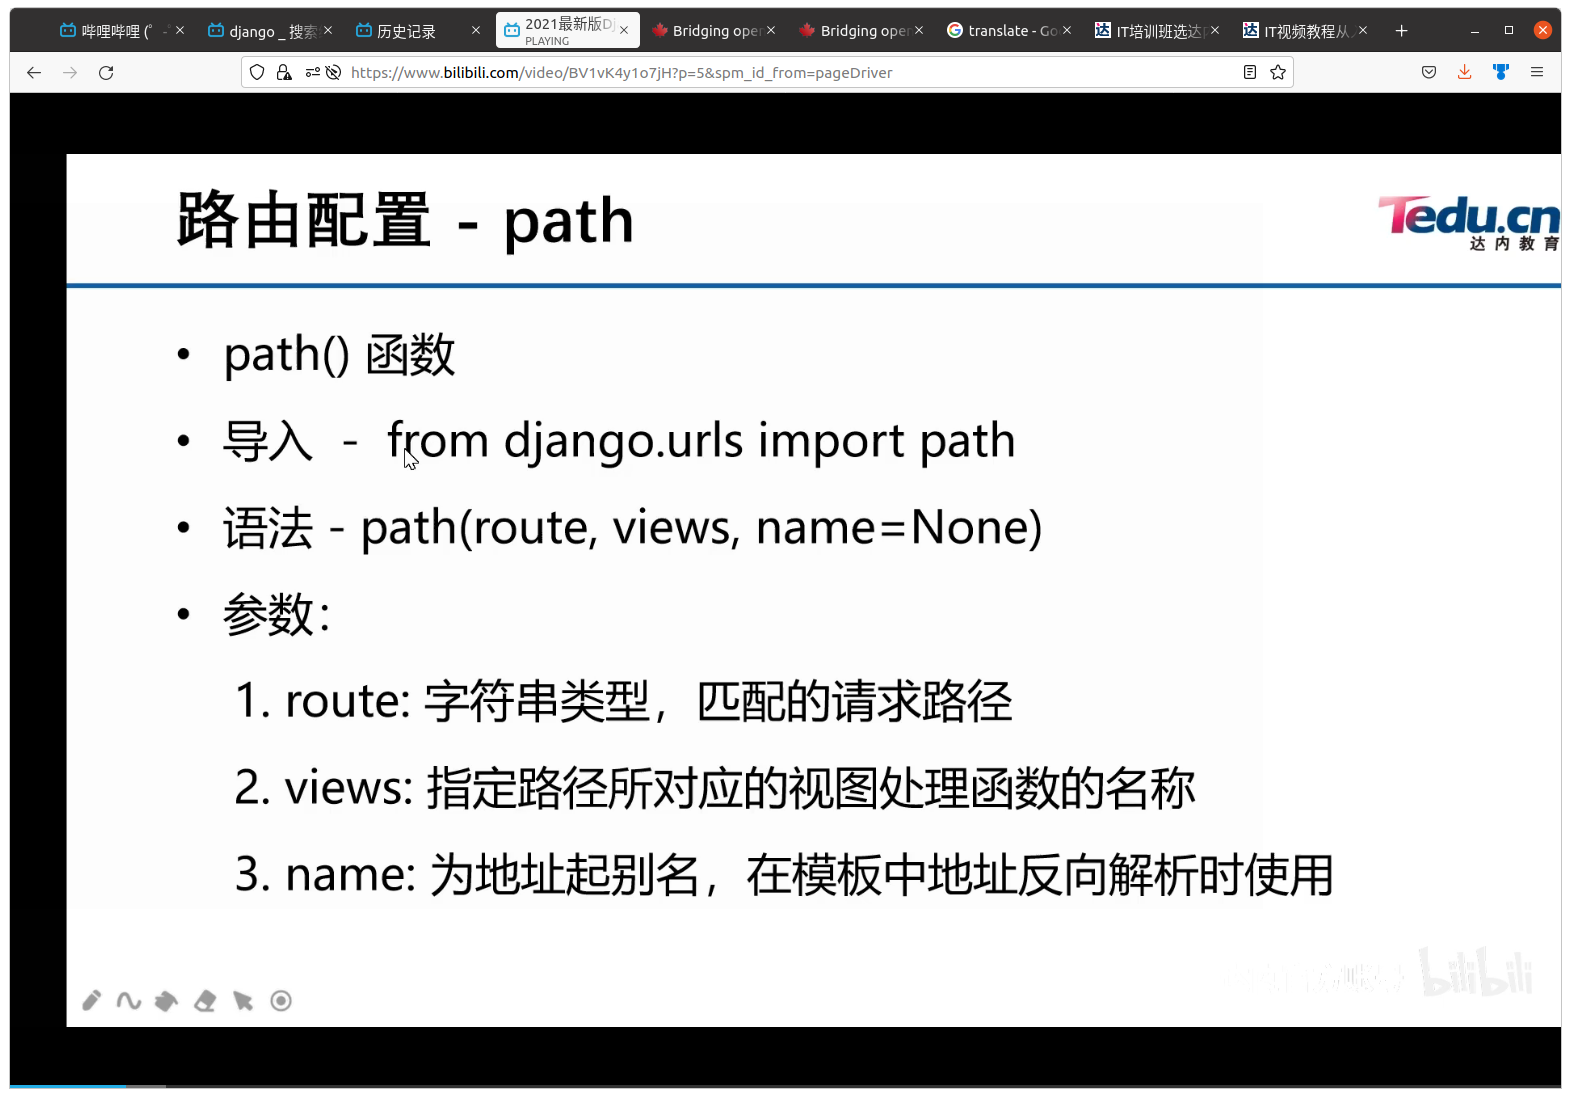 哔哩哔哩 (゜-゜
django _ 搜索
历史记录
2021最新版Dj
PLAYING
Bridging ope
Bridging ope
translate - Go
IT培训班选达
IT视频教程从
https://www.bilibili.com/video/BV1vK4y1o7jH?p=5&spm_id_from=pageDriver
路由配置 - path
Tedu.cn
达内教育
• path() 函数
• 导入 - from django.urls import path
• 语法 - path(route, views, name=None)
• 参数：
1. route: 字符串类型，匹配的请求路径
2. views: 指定路径所对应的视图处理函数的名称
3. name: 为地址起别名，在模板中地址反向解析时使用
bilibili